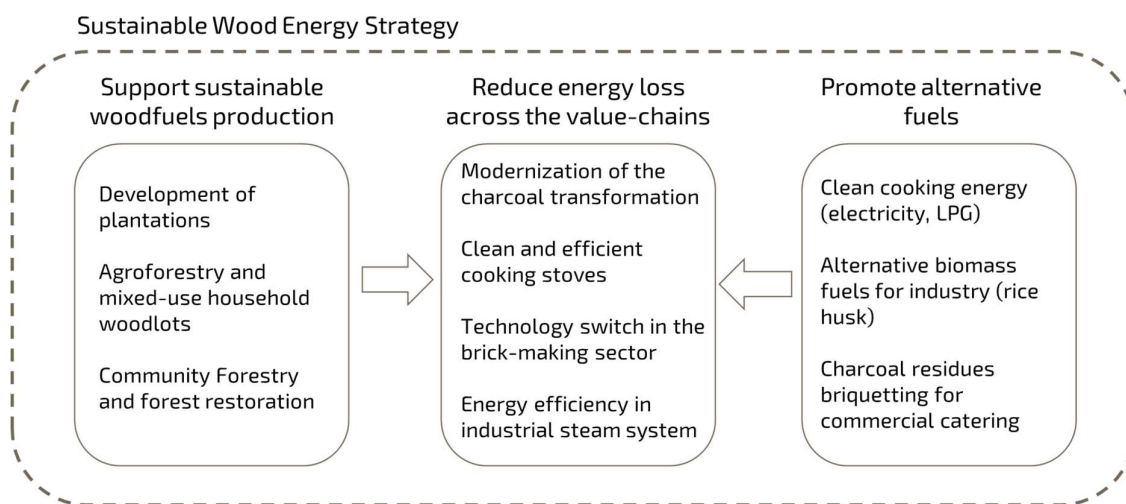 Sustainable Wood Energy Strategy
Support sustainable
woodfuels production
Development of
plantations
Agroforestry and
mixed-use household
woodlots
Community Forestry
and forest restoration
Reduce energy loss
across the value-chains
Modernization of the
charcoal transformation
Clean and efficient
cooking stoves
Technology switch in the
brick-making sector
Energy efficiency in
industrial steam system
Promote alternative
fuels
Clean cooking energy
(electricity, LPG)
Alternative biomass
fuels for industry (rice
husk)
Charcoal residues
briquetting for
commercial catering